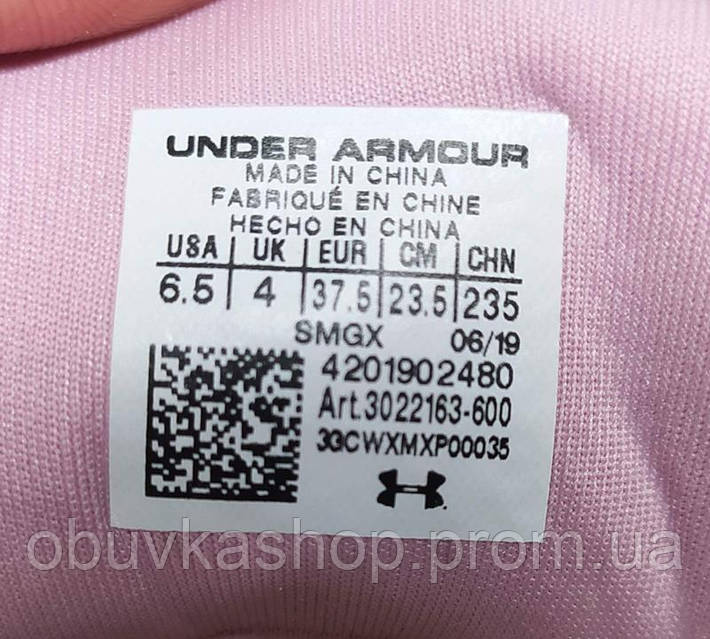 UNDER ARMOUR
MADE IN CHINA
FABRIQUÉ EN CHINE
HECHO EN CHINA
USA | UK | EUR | CM | CHN
6.5 | 4 | 37.5 | 23.5 | 235
SMGX 06/19
4201902480
Art.3022163-600
3GCWXMXP00035
obuvkashop.prom.ua